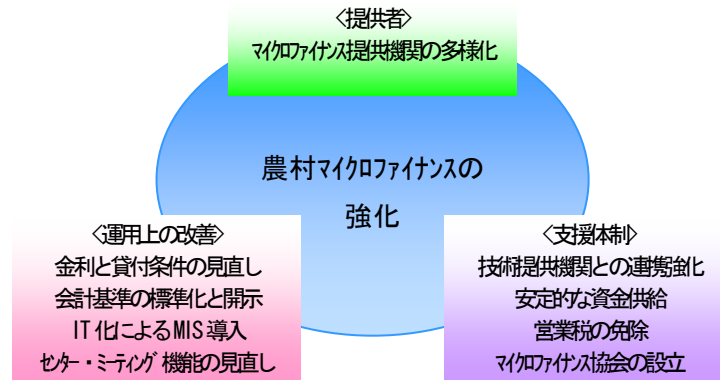 〈提供者〉
マイクロファイナンス提供機関の多様化
農村マイクロファイナンスの
強化
〈運用上の改善〉
金利と貸付条件の見直し
会計基準の標準化と開示
IT 化によるMIS 導入
センター・ミーティング 機能の見直し
〈支援体制〉
技術提供機関との連携強化
安定的な資金供給
営業税の免除
マイクロファイナンス協会の設立